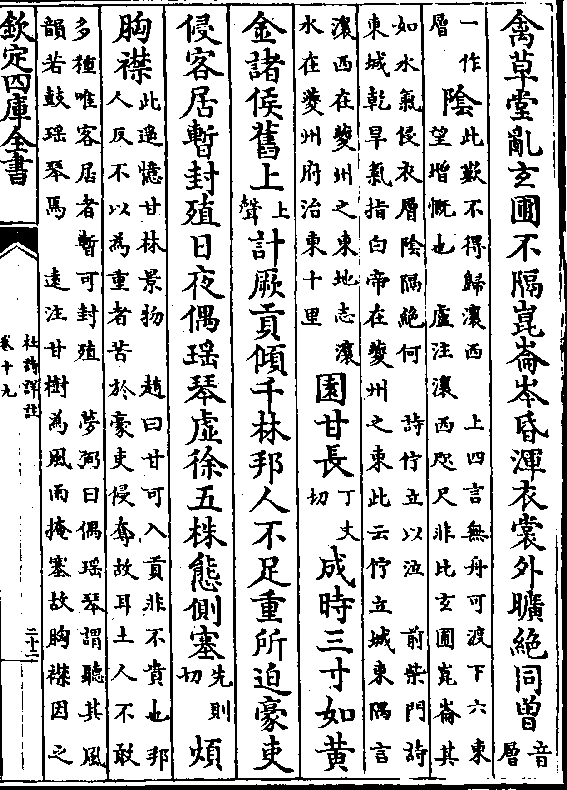 禽草堂亂玄圃不隔崑崙岑昏渾衣裳外曠絶同曾音層
一作層陰此歎不得歸瀼西望增慨也 上四言無舟可渡下六東 盧注瀼西咫尺非比玄圃崑崙其
如水氣侵衣層陰隔絶何 前柴門詩東城乾旱氣指白帝在夔州之東此云佇立城東隅言 詩佇立以泣
瀼西在夔州之東地志瀼水在夔州府治東十里園甘長丁丈切成時三寸如黄
金諸侯舊上上聲計厥貢傾千林邦人不足重所迫豪吏
侵客居暫封殖日夜偶瑶琴虚徐五株態側塞先則切煩
胸襟此追憶甘林景物 趙曰甘可入貢非不貴也邦人反不以為重者苦於豪吏侵奪故耳土人不敢
多種唯客居者暫可封殖 夢弼曰偶瑶琴謂聽其風韻若鼓瑶琴焉 遠注甘樹為風雨掩塞故胸襟因之
欽定四庫全書
杜詩詳註
卷十九
二十二